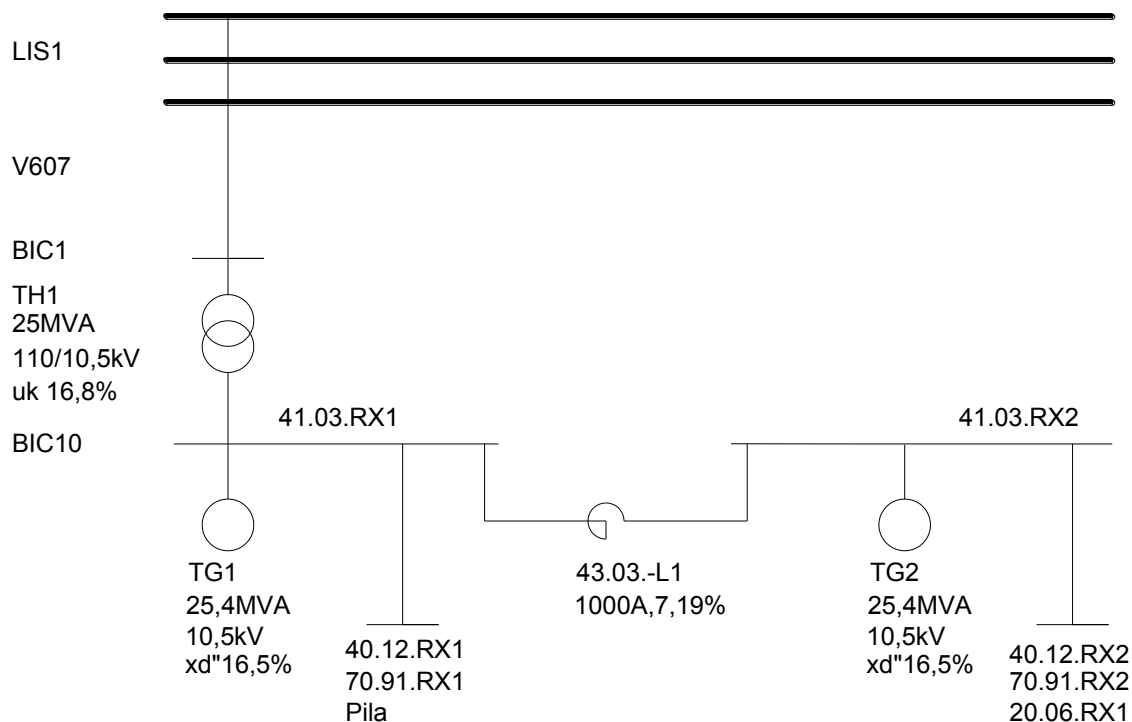 LIS1
V607
BIC1
TH1
25MVA
110/10,5kV
uk 16,8%
BIC10
41.03.RX1
41.03.RX2
TG1
25,4MVA
10,5kV
xd"16,5%
40.12.RX1
70.91.RX1
Pila
43.03.-L1
1000A,7,19%
TG2
25,4MVA
10,5kV
xd"16,5%
40.12.RX2
70.91.RX2
20.06.RX1